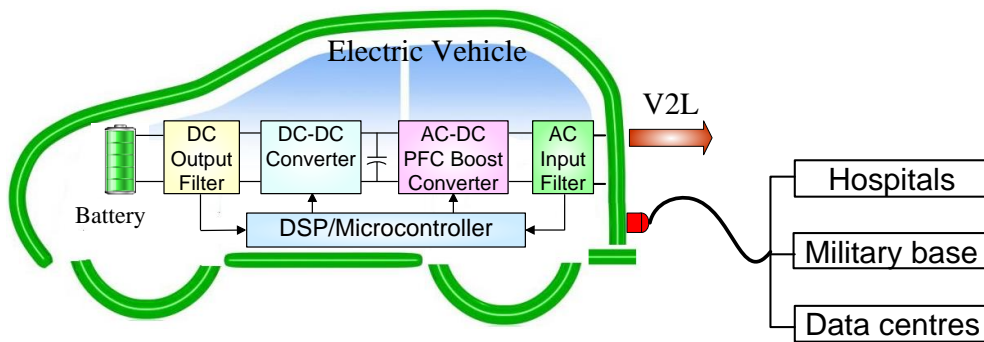 Electric Vehicle
V2L
DC
Output
Filter
DC-DC
Converter
AC-DC
PFC Boost
Converter
AC
Input
Filter
Battery
DSP/Microcontroller
Hospitals
Military base
Data centres